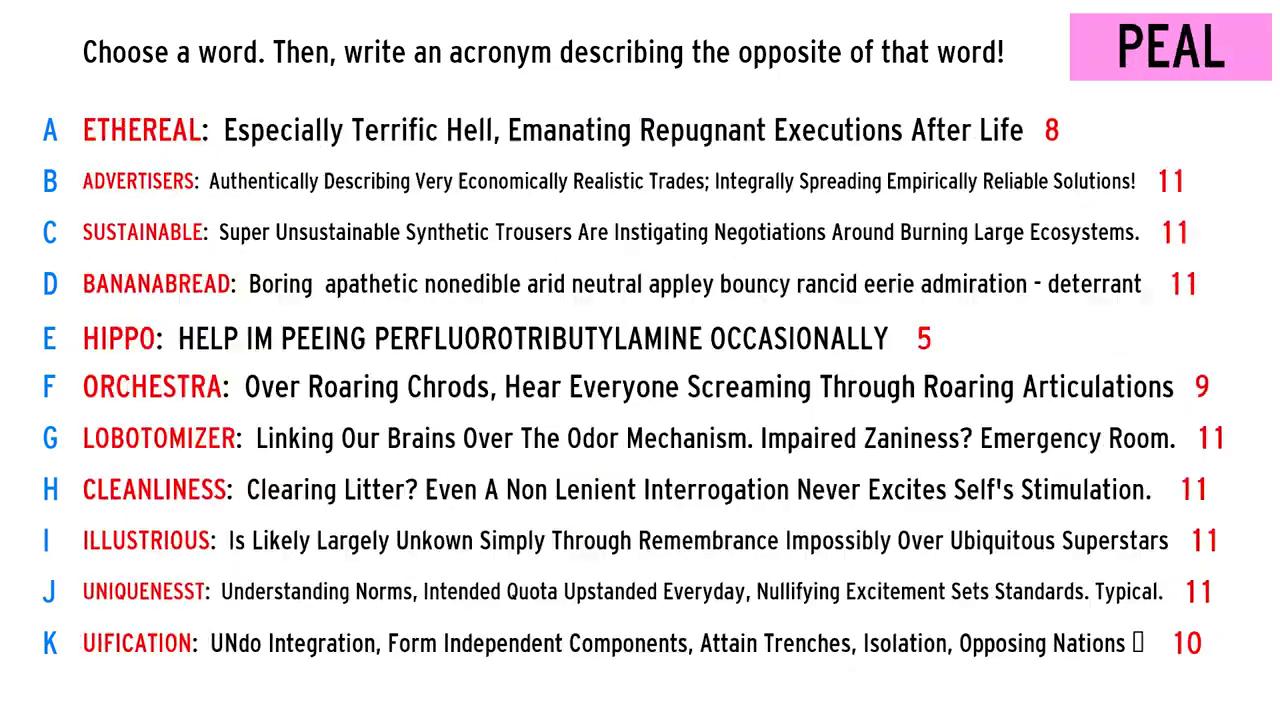 Choose a word. Then, write an acronym describing the opposite of that word!
PEAL
A ETHEREAL: Especially Terrific Hell, Emanating Repugnant Executions After Life 8
B ADVERTISERS: Authentically Describing Very Economically Realistic Trades; Integrally Spreading Empirically Reliable Solutions! 11
C SUSTAINABLE: Super Unsustainable Synthetic Trousers Are Instigating Negotiations Around Burning Large Ecosystems. 11
D BANANABREAD: Boring apathetic nonedible arid neutral appley bouncy rancid eerie admiration - deterrant 11
E HIPPO: HELP IM PEEING PERFLUOROTRIBUTYLAMINE OCCASIONALLY 5
F ORCHESTRA: Over Roaring Chrods, Hear Everyone Screaming Through Roaring Articulations 9
G LOBOTOMIZER: Linking Our Brains Over The Odor Mechanism. Impaired Zaniness? Emergency Room. 11
H CLEANLINESS: Clearing Litter? Even A Non Lenient Interrogation Never Excites Self's Stimulation. 11
I ILLUSTRIOUS: Is Likely Largely Unkown Simply Through Remembrance Impossibly Over Ubiquitous Superstars 11
J UNIQUENESST: Understanding Norms, Intended Quota Upstanded Everyday, Nullifying Excitement Sets Standards. Typical. 11
K UIFICATION: UNdo Integration, Form Independent Components, Attain Trenches, Isolation, Opposing Nations 10